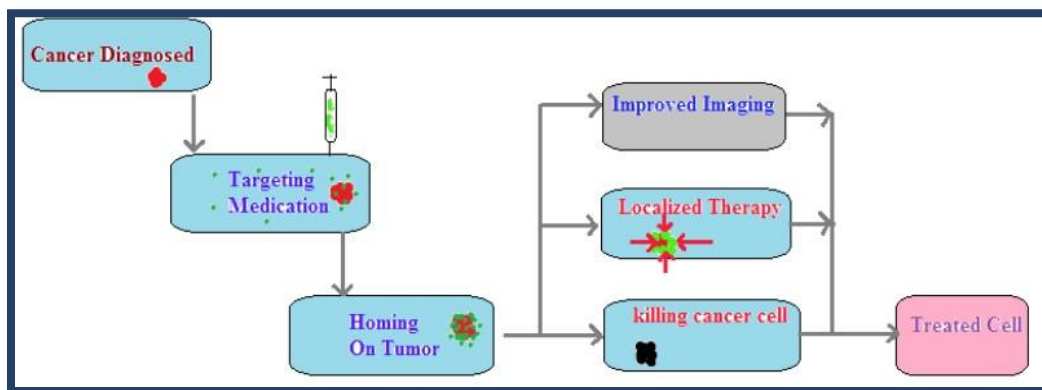 Cancer Diagnosed
Targeting
Medication
Homing
On Tumor
Improved Imaging
Localized Therapy
killing cancer cell
Treated Cell